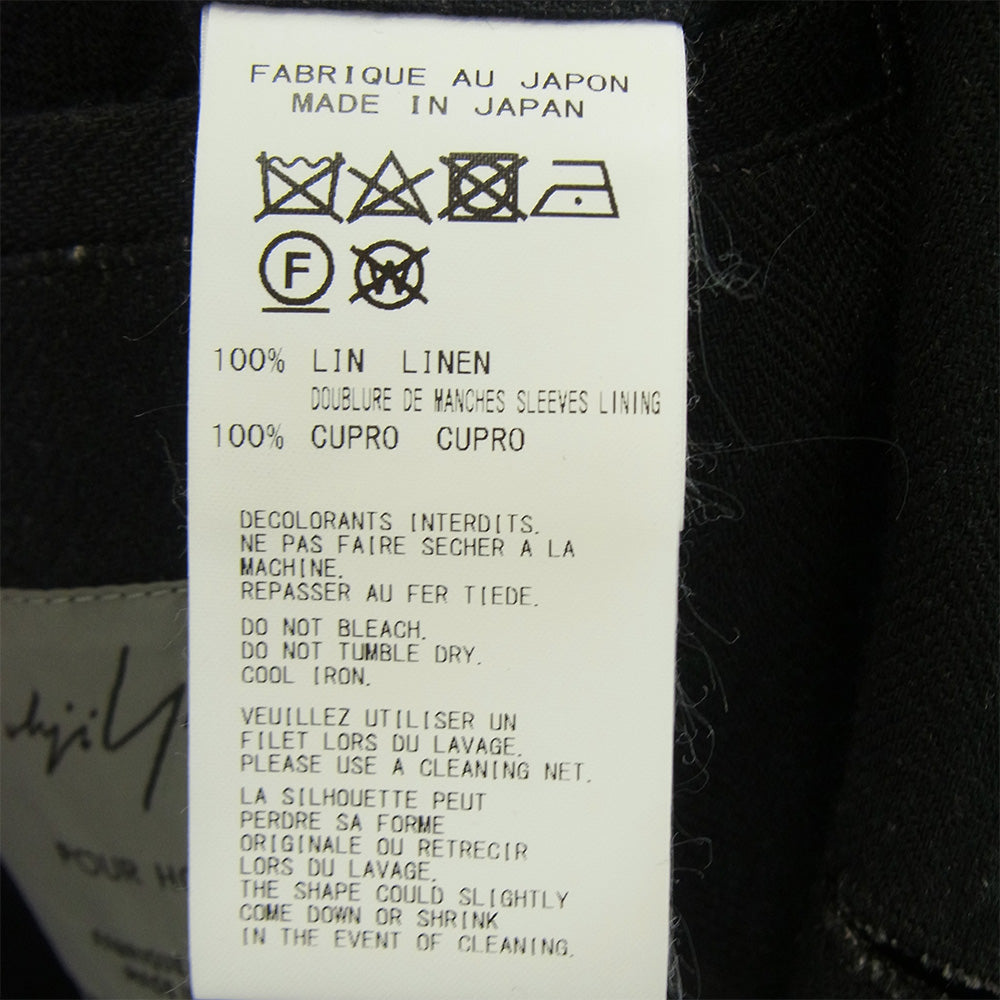 FABRIQUE AU JAPON
MADE IN JAPAN
F
W
100% LIN LINEN
DOUBLURE DE MANCHES SLEEVES LINING
100% CUPRO CUPRO
DECOLORANTS INTERDITS.
NE PAS FAIRE SECHER A LA
MACHINE.
REPASSER AU FER TIEDE.
DO NOT BLEACH.
DO NOT TUMBLE DRY.
COOL IRON.
VEUILLEZ UTILISER UN
FILET LORS DU LAVAGE.
PLEASE USE A CLEANING NET.
LA SILHOUETTE PEUT
PERDRE SA FORME
ORIGINALE OU RETRECIR
LORS DU LAVAGE.
THE SHAPE COULD SLIGHTLY
COME DOWN OR SHRINK
IN THE EVENT OF CLEANING.
POUR